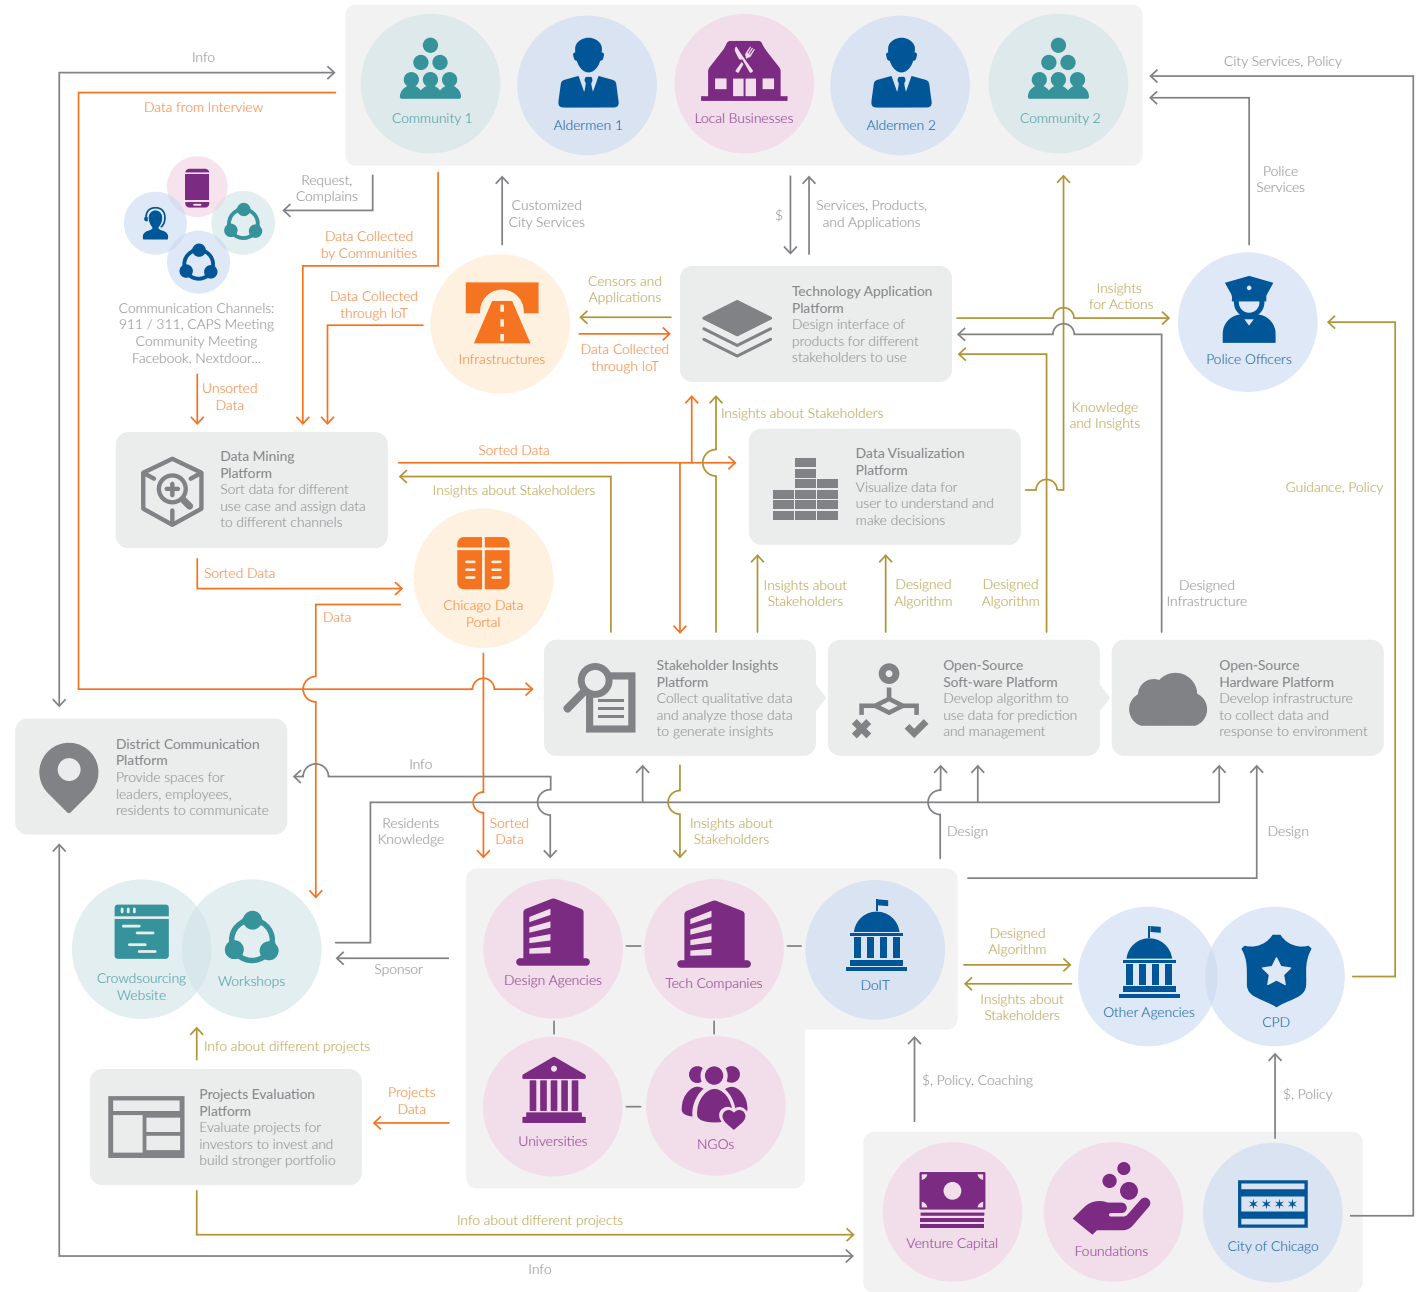 Info
Data from Interview
Community 1
Aldermen 1
Local Businesses
Aldermen 2
Community 2
City Services, Policy
Request,
Complains
Data Collected
by Communities
Customized
City Services
$
Services, Products,
and Applications
Police
Services
Communication Channels:
911 / 311, CAPS Meeting
Community Meeting
Facebook, Nextdoor...
Data Collected
through IoT
Infrastructures
Censors and
Applications
Data Collected
through IoT
Technology Application
Platform
Design interface of
products for different
stakeholders to use
Insights
for Actions
Police Officers
Unsorted
Data
Insights about Stakeholders
Knowledge
and Insights
Data Mining
Platform
Sort data for different
use case and assign data
to different channels
Sorted Data
Insights about Stakeholders
Data Visualization
Platform
Visualize data for
user to understand and
make decisions
Guidance, Policy
Sorted Data
Data
Chicago Data
Portal
Insights about
Stakeholders
Designed
Algorithm
Designed
Algorithm
Designed
Infrastructure
Stakeholder Insights
Platform
Collect qualitative data
and analyze those data
to generate insights
Open-Source
Soft-ware Platform
Develop algorithm to
use data for prediction
and management
Open-Source
Hardware Platform
Develop infrastructure
to collect data and
response to environment
District Communication
Platform
Provide spaces for
leaders, employees,
residents to communicate
Info
Residents
Knowledge
Sorted
Data
Insights about
Stakeholders
Design
Design
Crowdsourcing
Website
Workshops
Sponsor
Design Agencies
Tech Companies
DoIT
Designed
Algorithm
Insights about
Stakeholders
Other Agencies
CPD
Info about different projects
Projects Evaluation
Platform
Evaluate projects for
investors to invest and
build stronger portfolio
Projects
Data
Universities
NGOs
$, Policy, Coaching
$, Policy
Info about different projects
Venture Capital
Foundations
City of Chicago
Info